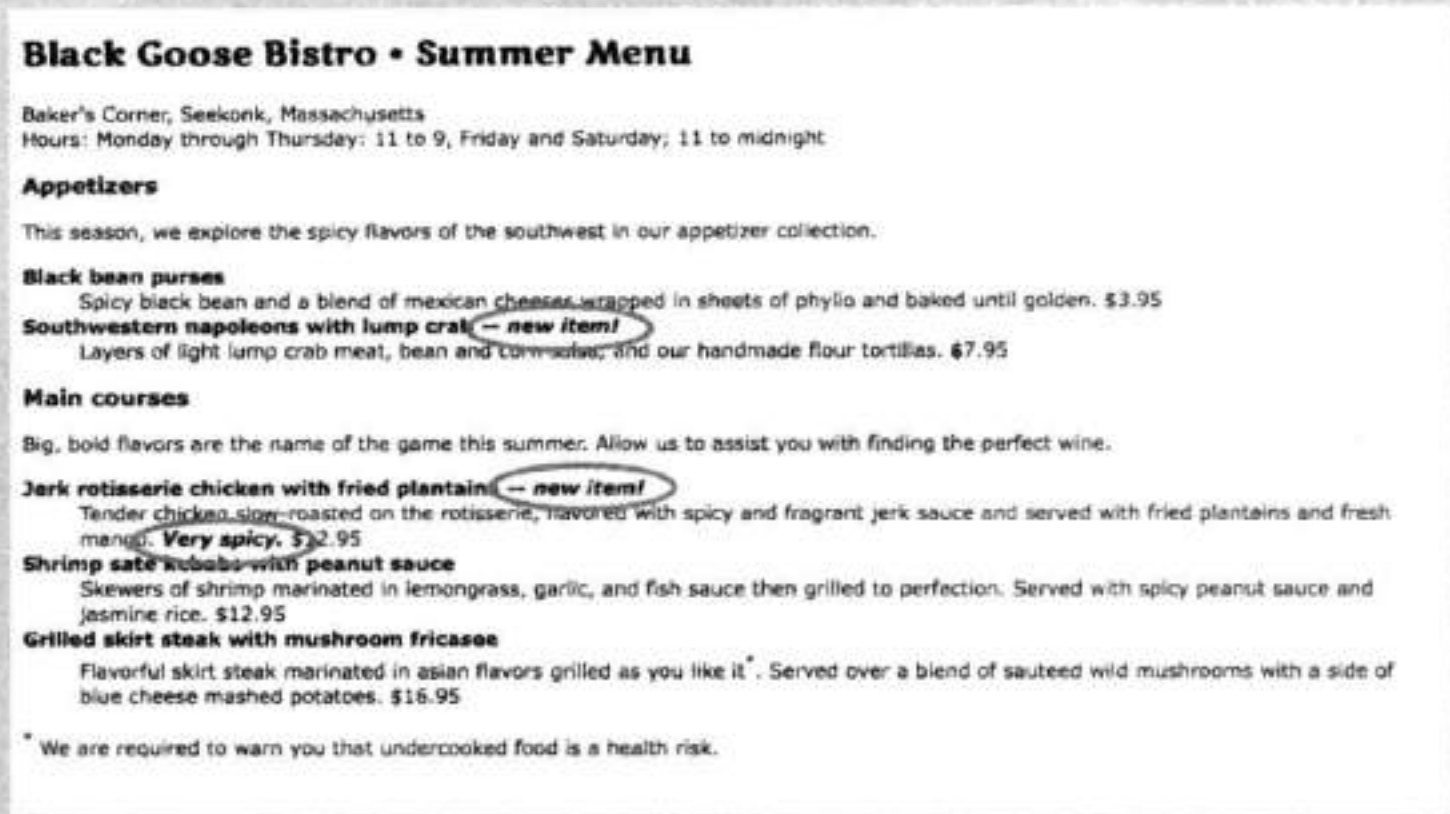 Black Goose Bistro • Summer Menu
Baker's Corner, Seekonk, Massachusetts
Hours: Monday through Thursday: 11 to 9, Friday and Saturday; 11 to midnight
Appetizers
This season, we explore the spicy flavors of the southwest in our appetizer collection.
Black bean purses
Spicy black bean and a blend of mexican cheeses wrapped in sheets of phyllo and baked until golden. $3.95
Southwestern napoleons with lump crab — new item!
Layers of light lump crab meat, bean and corn salsa, and our handmade flour tortillas. $7.95
Main courses
Big, bold flavors are the name of the game this summer. Allow us to assist you with finding the perfect wine.
Jerk rotisserie chicken with fried plantains — new item!
Tender chicken slow-roasted on the rotisserie, flavored with spicy and fragrant jerk sauce and served with fried plantains and fresh
mango. Very spicy. $12.95
Shrimp sate kebabs with peanut sauce
Skewers of shrimp marinated in lemongrass, garlic, and fish sauce then grilled to perfection. Served with spicy peanut sauce and
jasmine rice. $12.95
Grilled skirt steak with mushroom fricasee
Flavorful skirt steak marinated in asian flavors grilled as you like it*. Served over a blend of sauteed wild mushrooms with a side of
blue cheese mashed potatoes. $16.95
* We are required to warn you that undercooked food is a health risk.